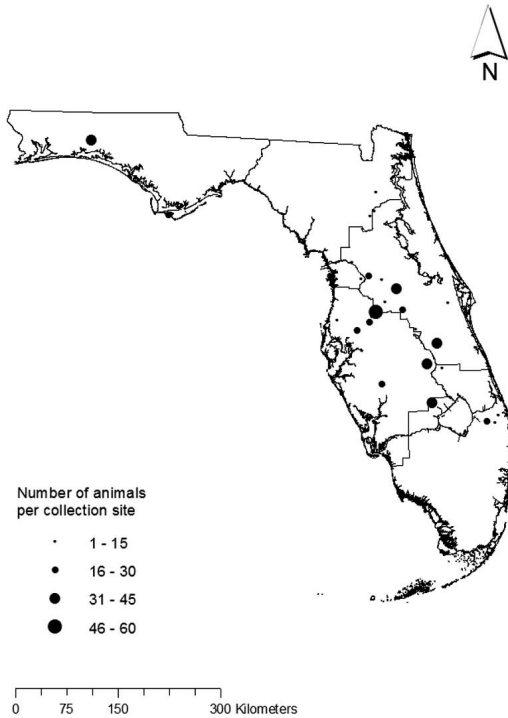 N
Number of animals
per collection site
1 - 15
16 - 30
31 - 45
46 - 60
0 75 150 300 Kilometers